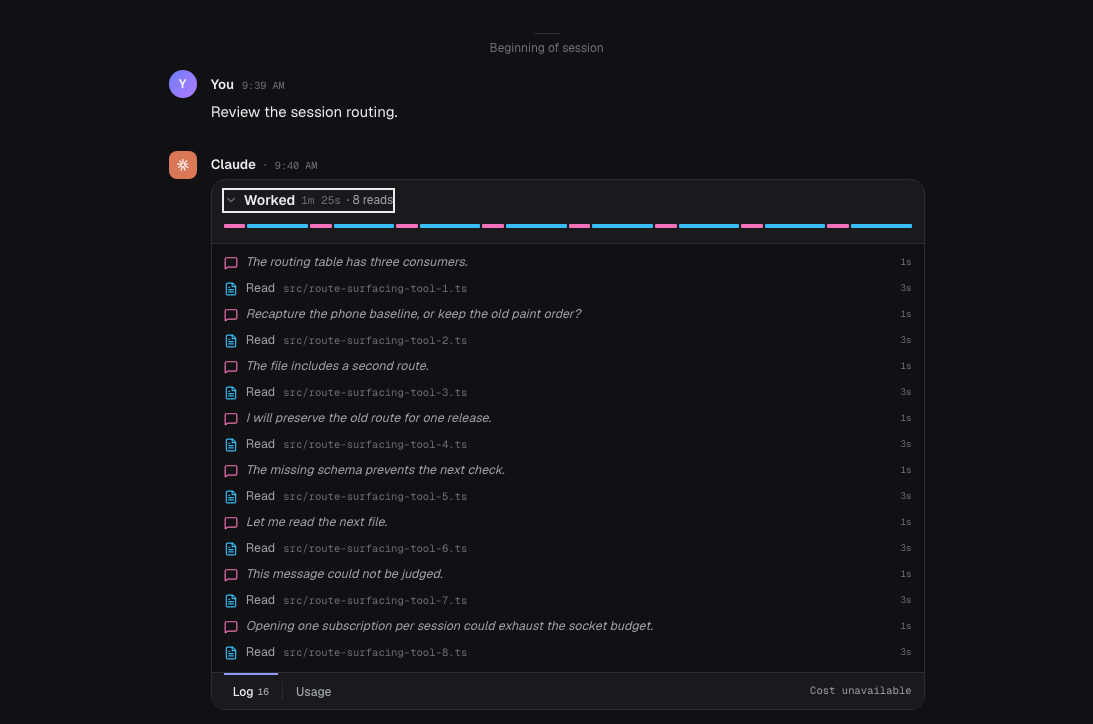 Beginning of session
Y You 9:39 AM
Review the session routing.
Claude · 9:40 AM
Worked 1m 25s · 8 reads
The routing table has three consumers. 1s
Read src/route-surfacing-tool-1.ts 3s
Recapture the phone baseline, or keep the old paint order? 1s
Read src/route-surfacing-tool-2.ts 3s
The file includes a second route. 1s
Read src/route-surfacing-tool-3.ts 3s
I will preserve the old route for one release. 1s
Read src/route-surfacing-tool-4.ts 3s
The missing schema prevents the next check. 1s
Read src/route-surfacing-tool-5.ts 3s
Let me read the next file. 1s
Read src/route-surfacing-tool-6.ts 3s
This message could not be judged. 1s
Read src/route-surfacing-tool-7.ts 3s
Opening one subscription per session could exhaust the socket budget. 1s
Read src/route-surfacing-tool-8.ts 3s
Log 16 Usage Cost unavailable